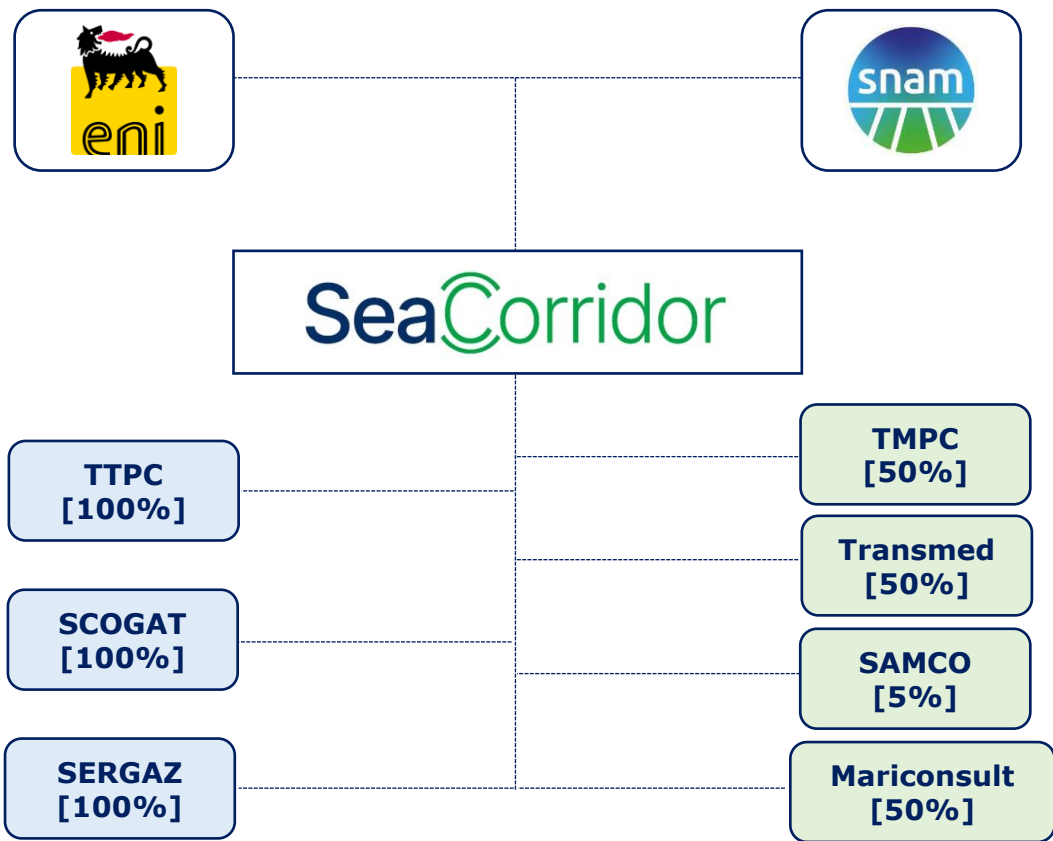 eni
snam
SeaCorridor
TTPC
[100%]
SCOGAT
[100%]
SERGAZ
[100%]
TMPC
[50%]
Transmed
[50%]
SAMCO
[5%]
Mariconsult
[50%]